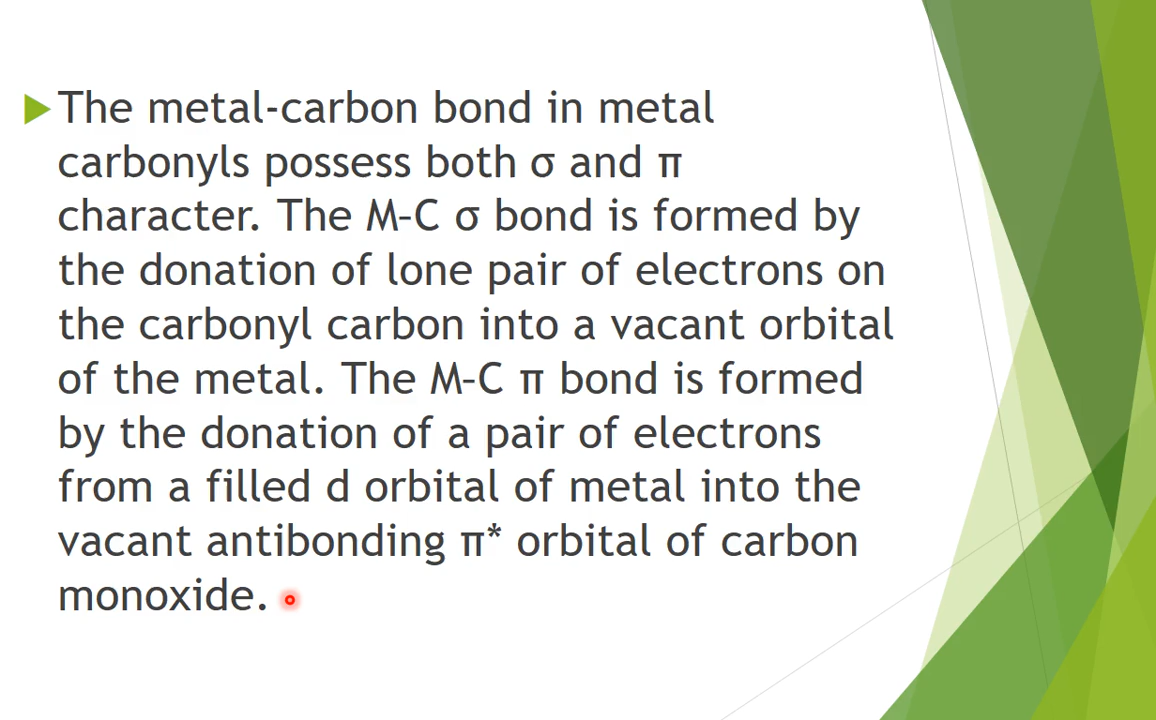 The metal-carbon bond in metal
carbonyls possess both σ and π
character. The M–C σ bond is formed by
the donation of lone pair of electrons on
the carbonyl carbon into a vacant orbital
of the metal. The M–C π bond is formed
by the donation of a pair of electrons
from a filled d orbital of metal into the
vacant antibonding π* orbital of carbon
monoxide.